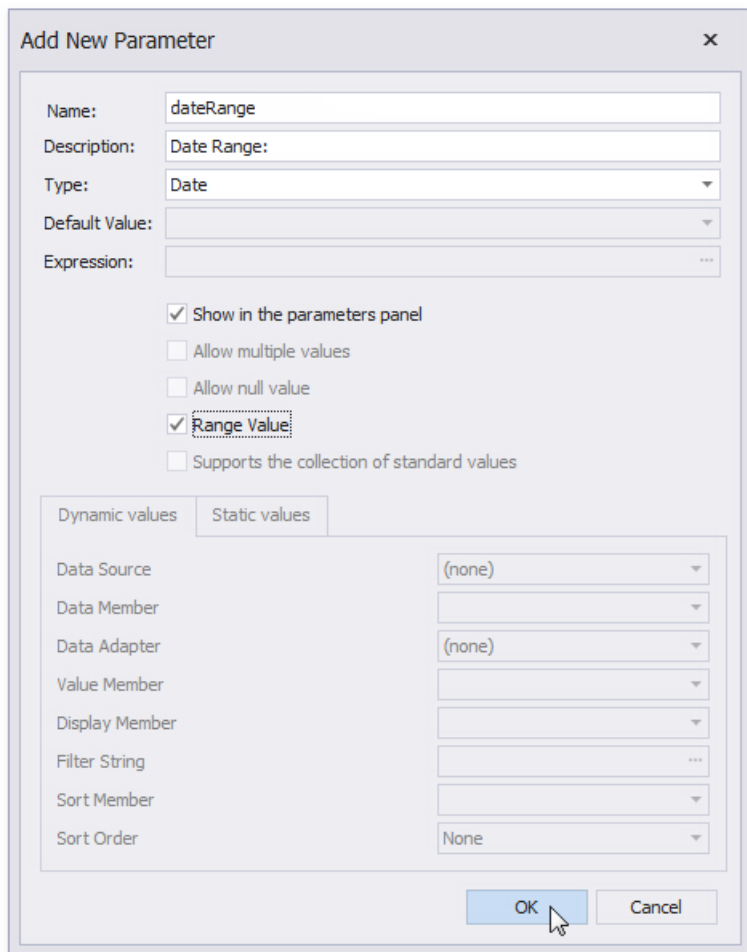 Add New Parameter
Name: dateRange
Description: Date Range:
Type: Date
Default Value:
Expression:
Show in the parameters panel
Allow multiple values
Allow null value
Range Value
Supports the collection of standard values
Dynamic values Static values
Data Source (none)
Data Member
Data Adapter (none)
Value Member
Display Member
Filter String
Sort Member
Sort Order None
OK Cancel